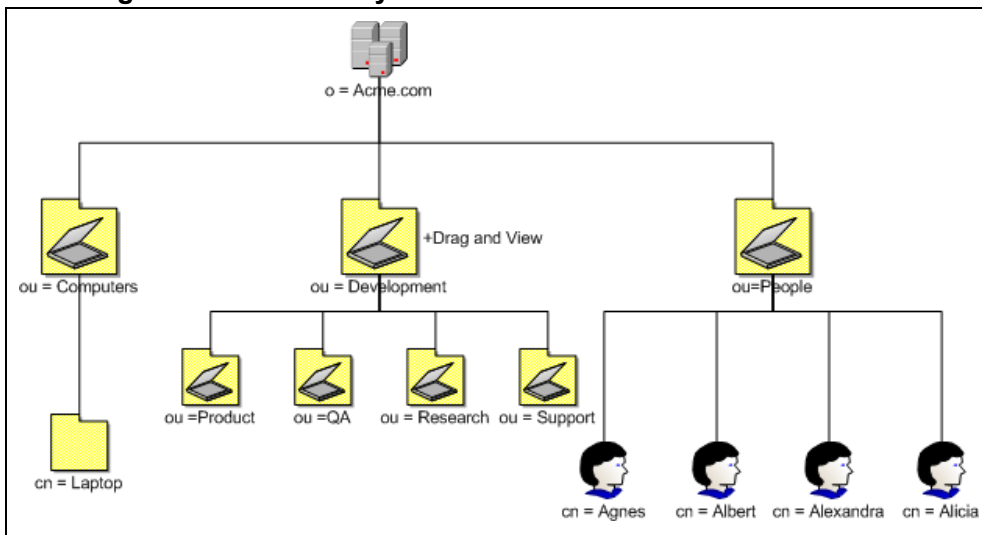 o = Acme.com
+Drag and View
ou = Computers
ou = Development
ou=People
ou =Product
ou =QA
ou = Research
ou = Support
cn = Laptop
cn = Agnes
cn = Albert
cn = Alexandra
cn = Alicia